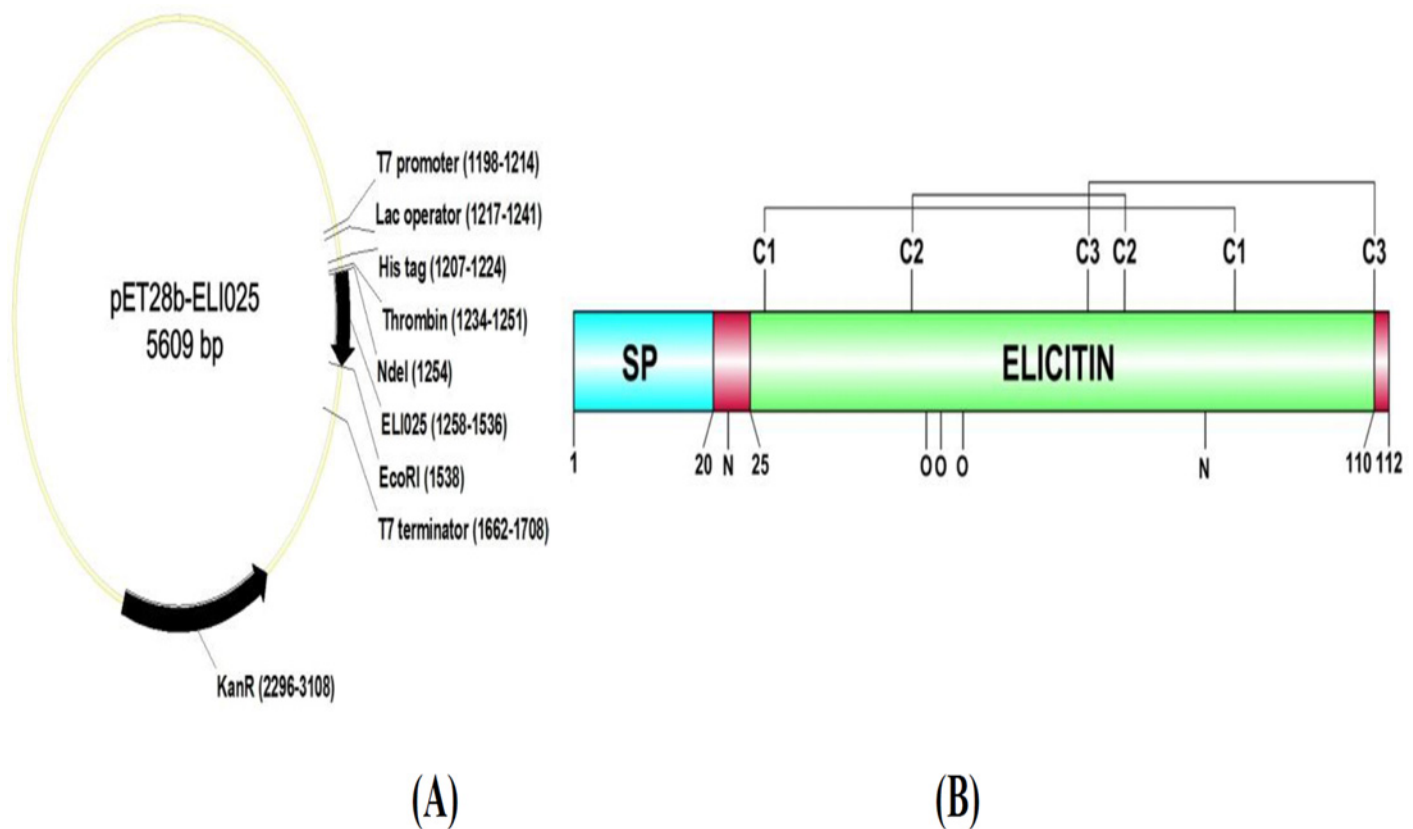 pET28b-ELI025
5609 bp
T7 promoter (1198-1214)
Lac operator (1217-1241)
His tag (1207-1224)
Thrombin (1234-1251)
NdeI (1254)
ELI025 (1258-1536)
EcoRI (1538)
T7 terminator (1662-1708)
KanR (2296-3108)
(A)
C1 C2 C3 C2 C1 C3
SP ELICITIN
1 20 N 25 O O O N 110 112
(B)